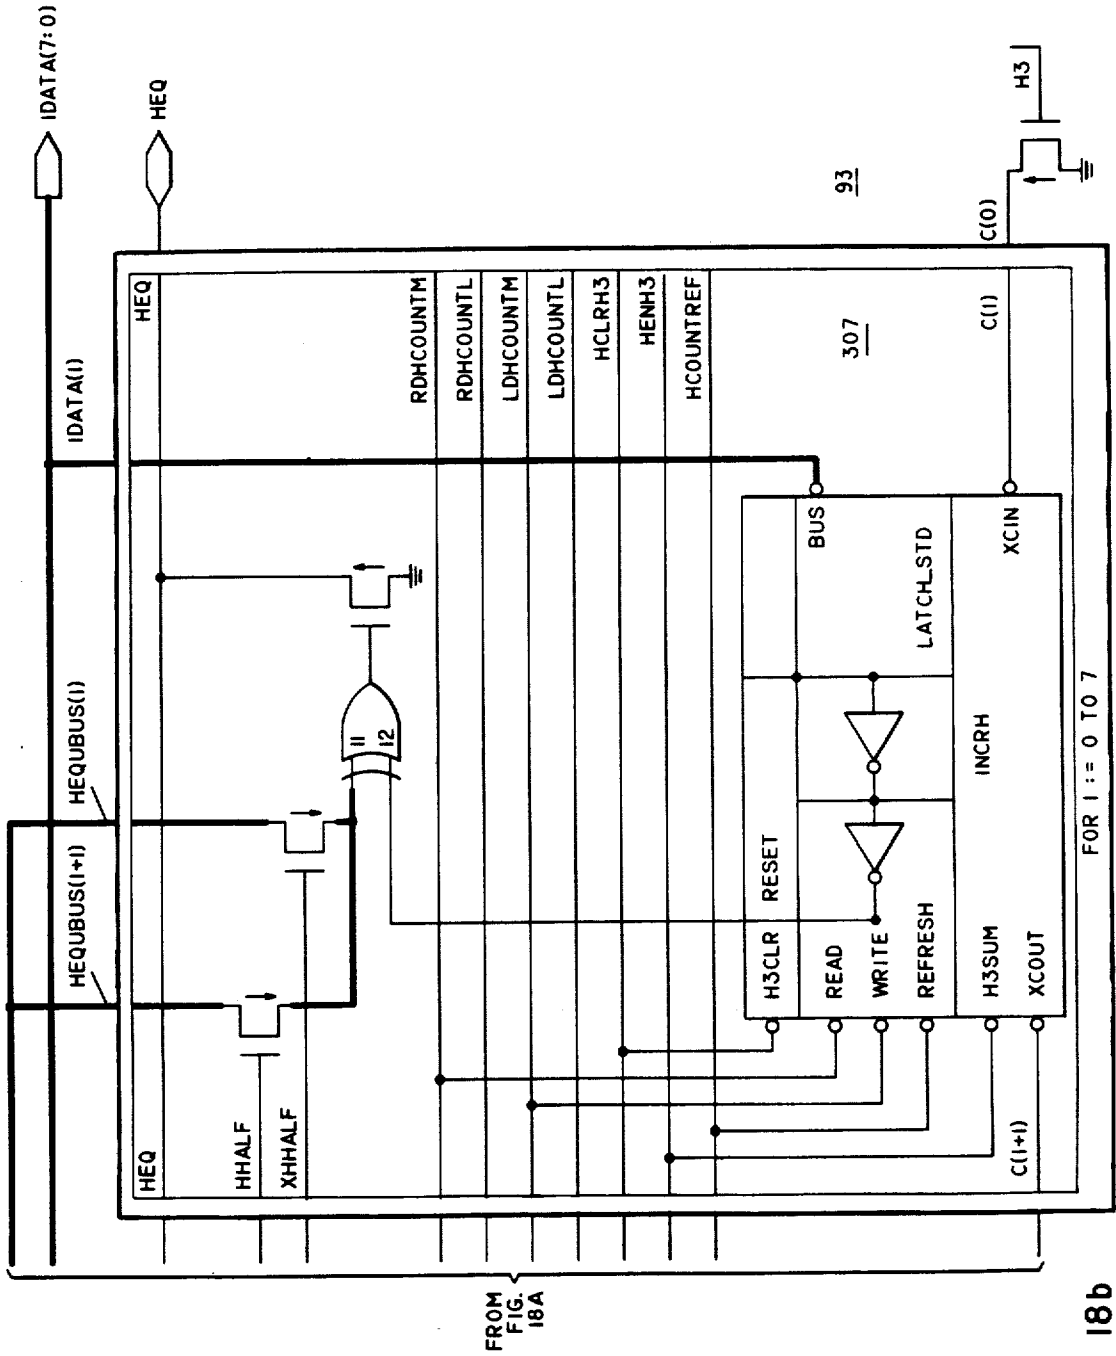 IDATA(7:0)
HEQ
IDATA(I)
HEQUBUS(I)
HEQUBUS(I+I)
HEQ
HEQ
HHALF
XHHALF
I1
I2
RDHCOUNTM
RDHCOUNTL
LDHCOUNTM
LDHCOUNTL
HCLRH3
HENH3
HCOUNTREF
93
307
H3
C(0)
C(I)
C(I+I)
H3CLR RESET
READ
WRITE
REFRESH
H3SUM
XCOUT
BUS
LATCH_STD
INCRH
XCIN
FOR I := 0 TO 7
FROM
FIG.
18A
18b